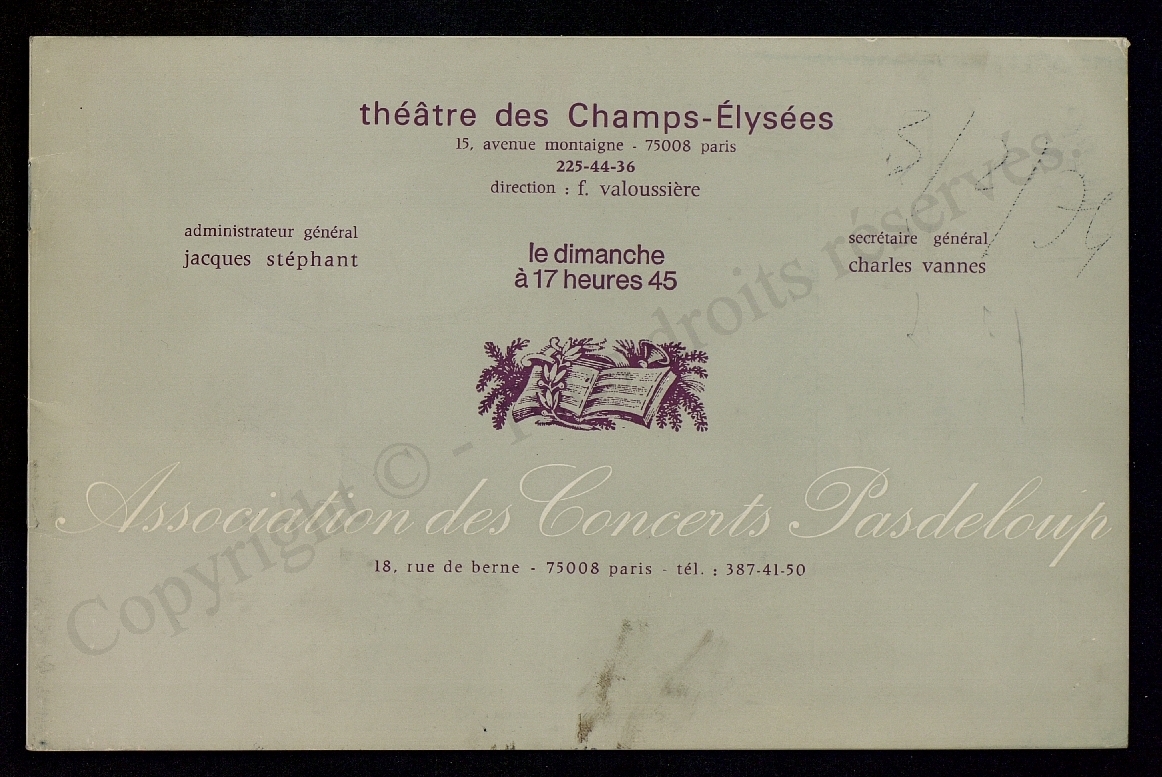 théâtre des Champs-Élysées
15, avenue montaigne - 75008 paris
225-44-36
direction : f. valoussière
administrateur général
jacques stéphant
le dimanche
à 17 heures 45
secrétaire général
charles vannes
Association des Concerts Pasdeloup
18, rue de berne - 75008 paris - tél. : 387-41-50
Copyright © - droits réservés.